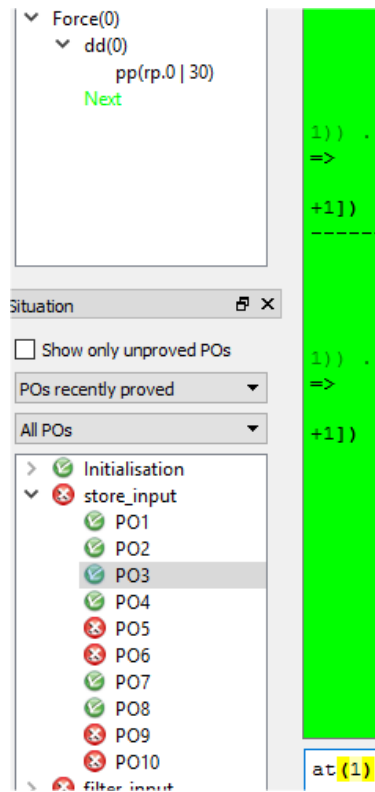 Force(0)
dd(0)
pp(rp.0 | 30)
Next
1)) .
=>
+1])
------
1)) .
=>
+1])
Situation
Show only unproved POs
POs recently proved
All POs
Initialisation
store_input
PO1
PO2
PO3
PO4
PO5
PO6
PO7
PO8
PO9
PO10
filter_input
at(1)